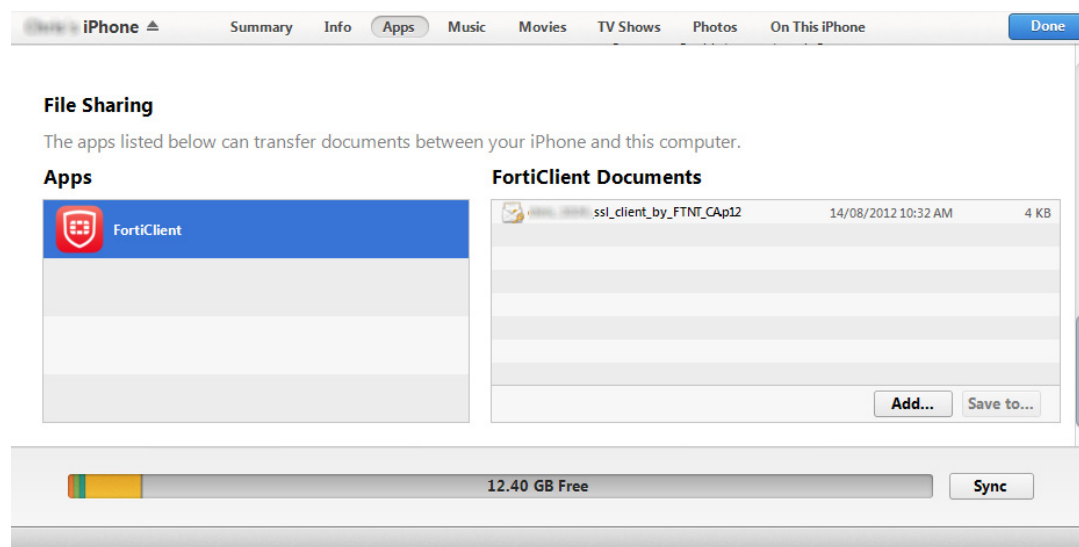 iPhone Summary Info Apps Music Movies TV Shows Photos On This iPhone Done
File Sharing
The apps listed below can transfer documents between your iPhone and this computer.
Apps
FortiClient Documents
FortiClient
ssl_client_by_FTNT_CAp12 14/08/2012 10:32 AM 4 KB
Add... Save to...
12.40 GB Free Sync